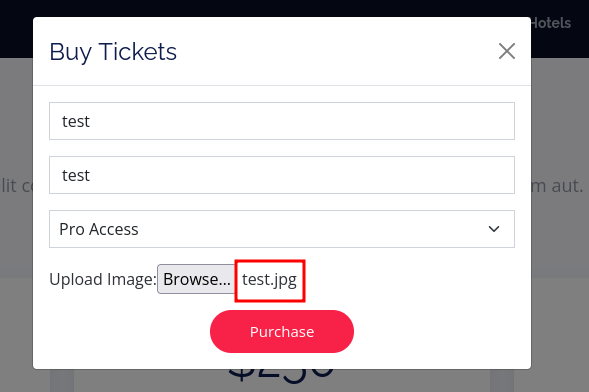 Hotels
Buy Tickets
test
test
lit
m aut.
Pro Access
Upload Image: Browse... test.jpg
Purchase
$250